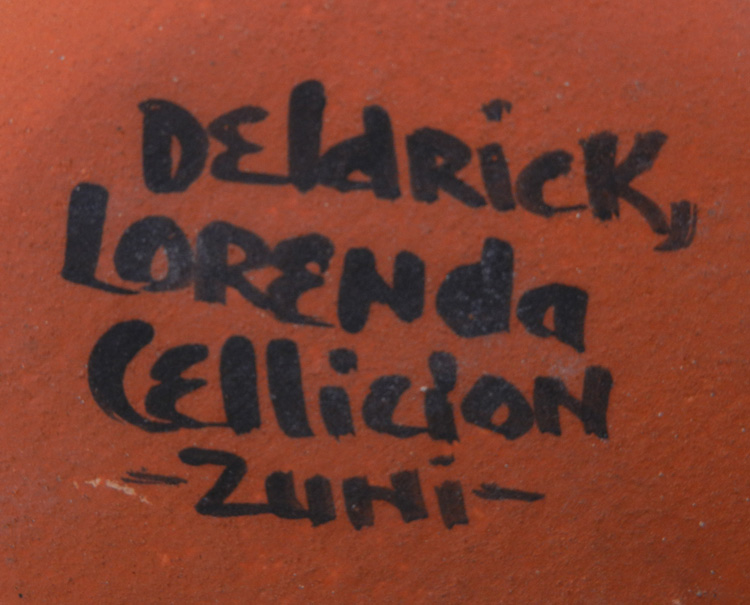 Deldrick,
LORENda
Cellicion
-Zuni-